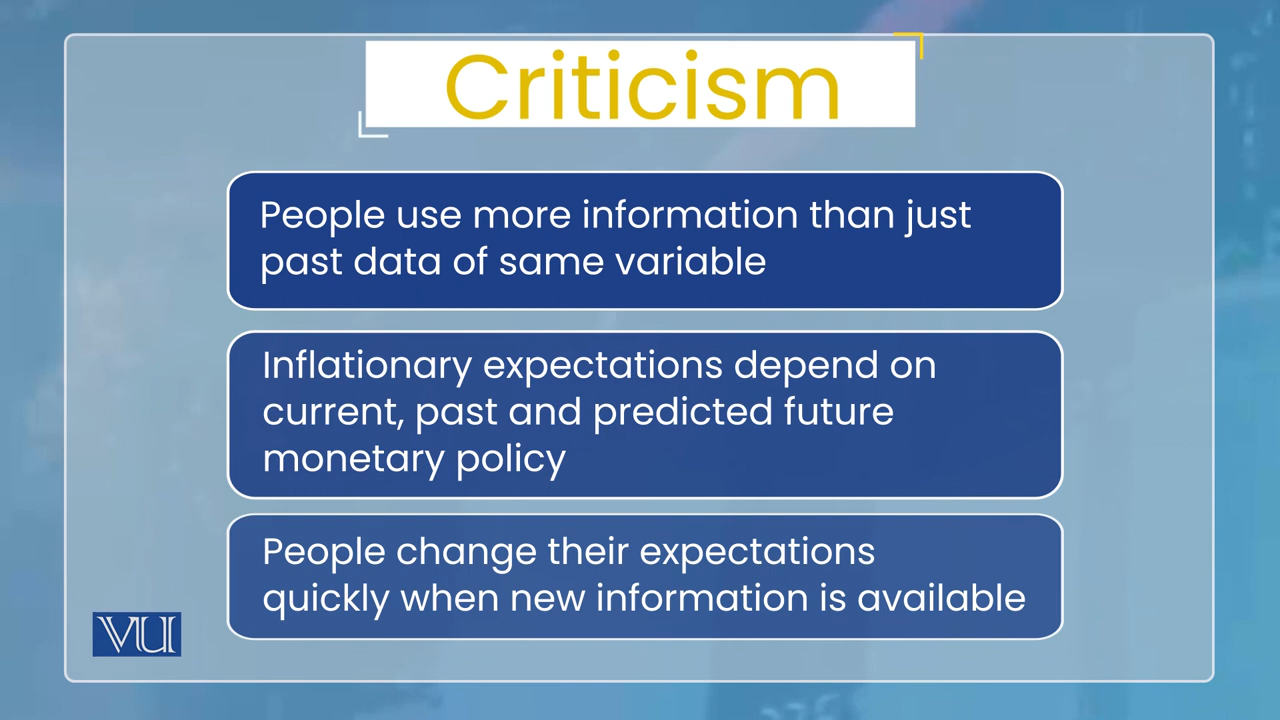 Criticism
People use more information than just
past data of same variable
Inflationary expectations depend on
current, past and predicted future
monetary policy
People change their expectations
quickly when new information is available
VU